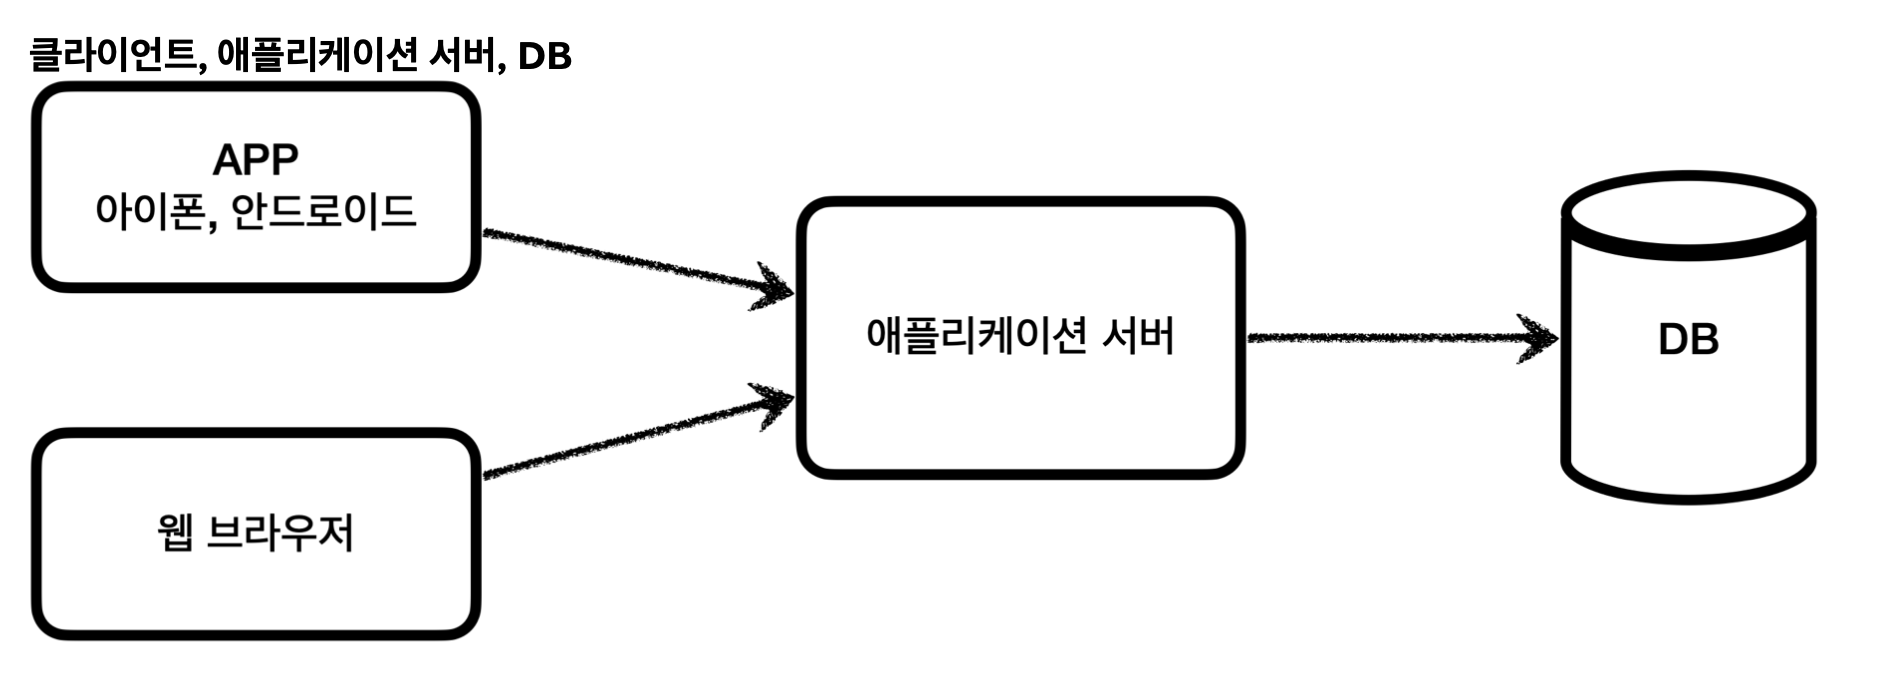 클라이언트, 애플리케이션 서버, DB
APP
아이폰, 안드로이드
웹 브라우저
애플리케이션 서버
DB